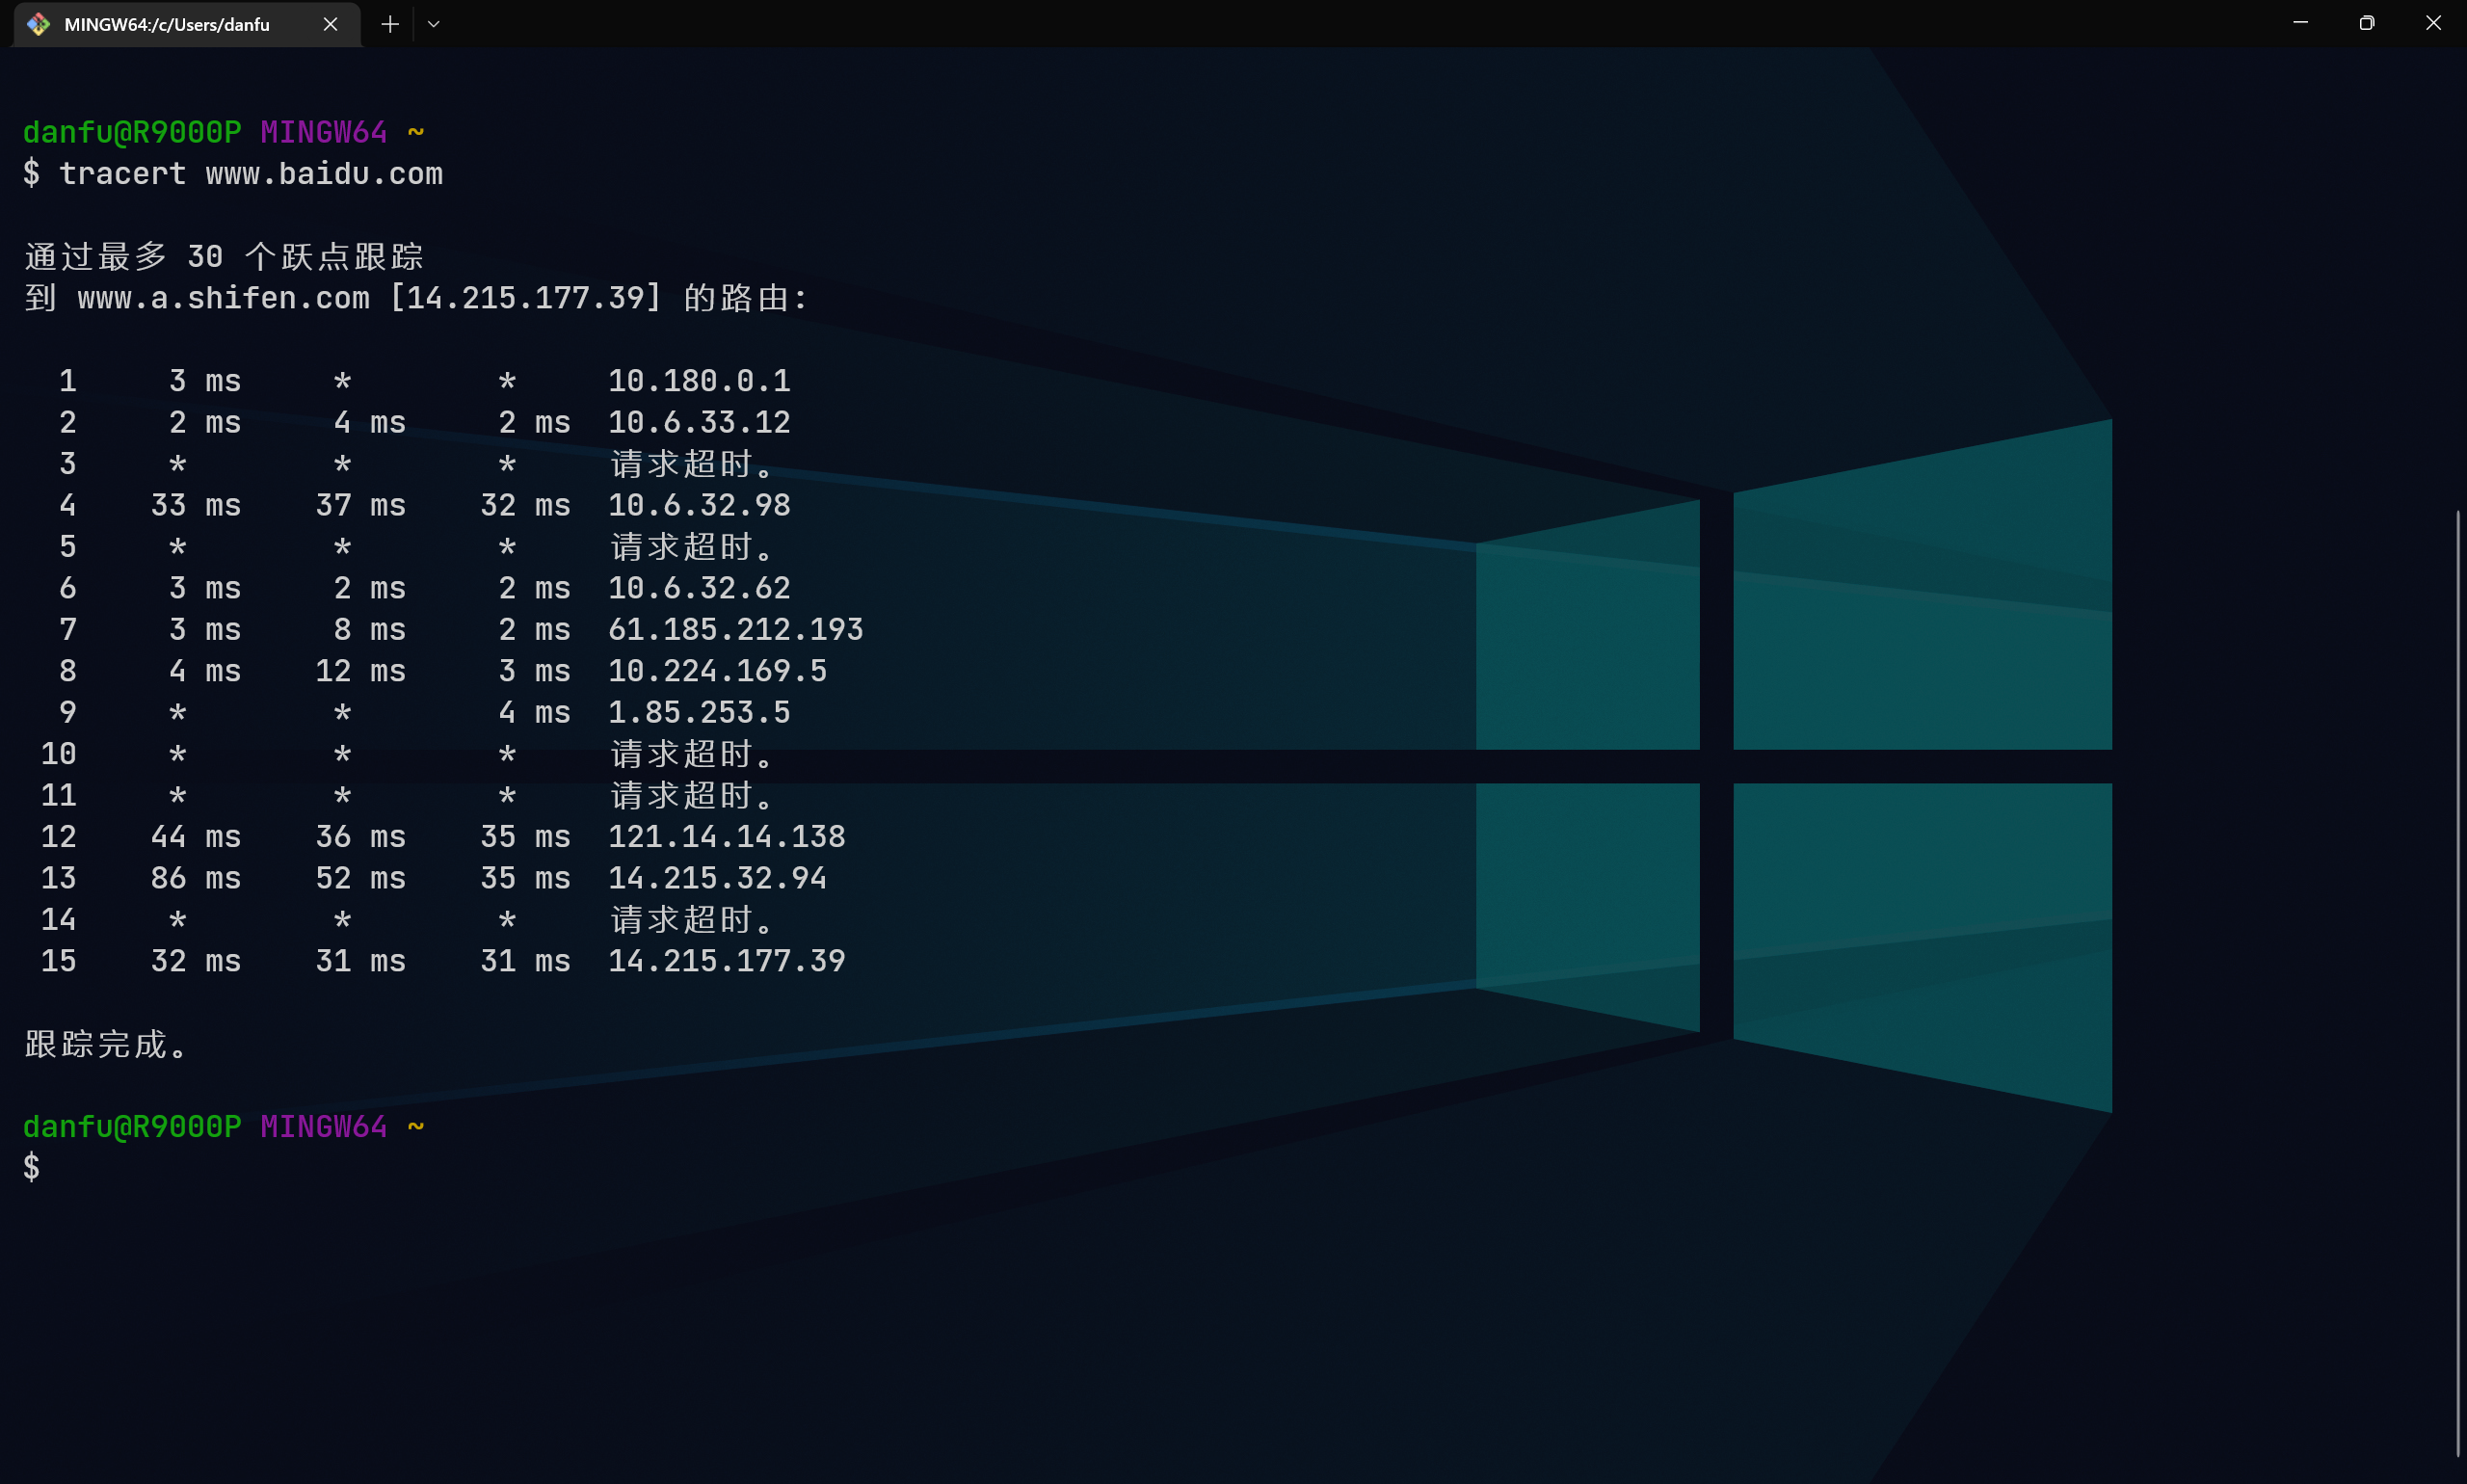 MINGW64:/c/Users/danfu
danfu@R9000P MINGW64 ~
$ tracert www.baidu.com
通过最多 30 个跃点跟踪
到 www.a.shifen.com [14.215.177.39] 的路由:
1 3 ms * * 10.180.0.1
2 2 ms 4 ms 2 ms 10.6.33.12
3 * * * 请求超时。
4 33 ms 37 ms 32 ms 10.6.32.98
5 * * * 请求超时。
6 3 ms 2 ms 2 ms 10.6.32.62
7 3 ms 8 ms 2 ms 61.185.212.193
8 4 ms 12 ms 3 ms 10.224.169.5
9 * * 4 ms 1.85.253.5
10 * * * 请求超时。
11 * * * 请求超时。
12 44 ms 36 ms 35 ms 121.14.14.138
13 86 ms 52 ms 35 ms 14.215.32.94
14 * * * 请求超时。
15 32 ms 31 ms 31 ms 14.215.177.39
跟踪完成。
danfu@R9000P MINGW64 ~
$